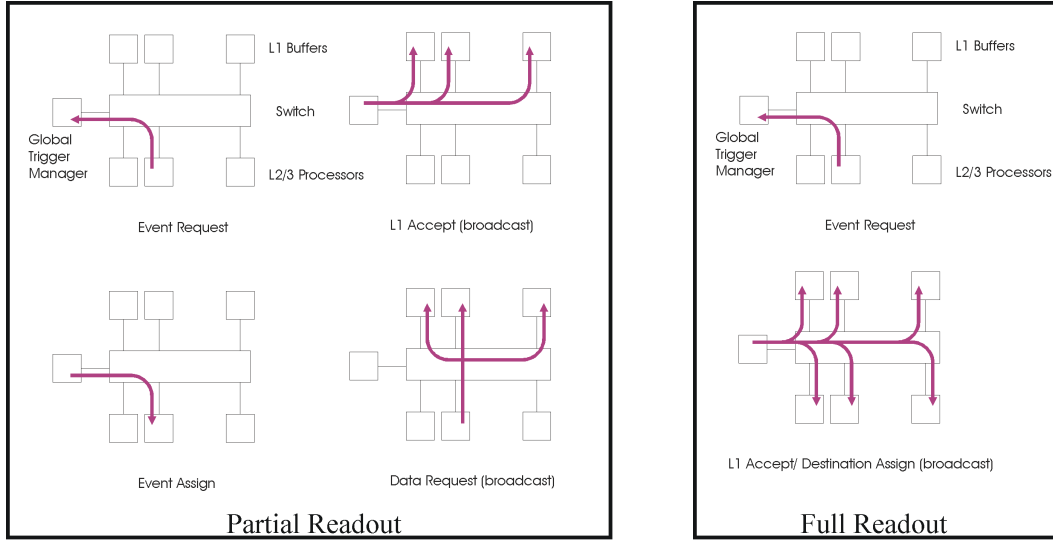 L1 Buffers
Switch
Global
Trigger
Manager
L2/3 Processors
Event Request
L1 Accept (broadcast)
Event Assign
Data Request (broadcast)
Partial Readout
L1 Buffers
Switch
Global
Trigger
Manager
L2/3 Processors
Event Request
L1 Accept/ Destination Assign (broadcast)
Full Readout